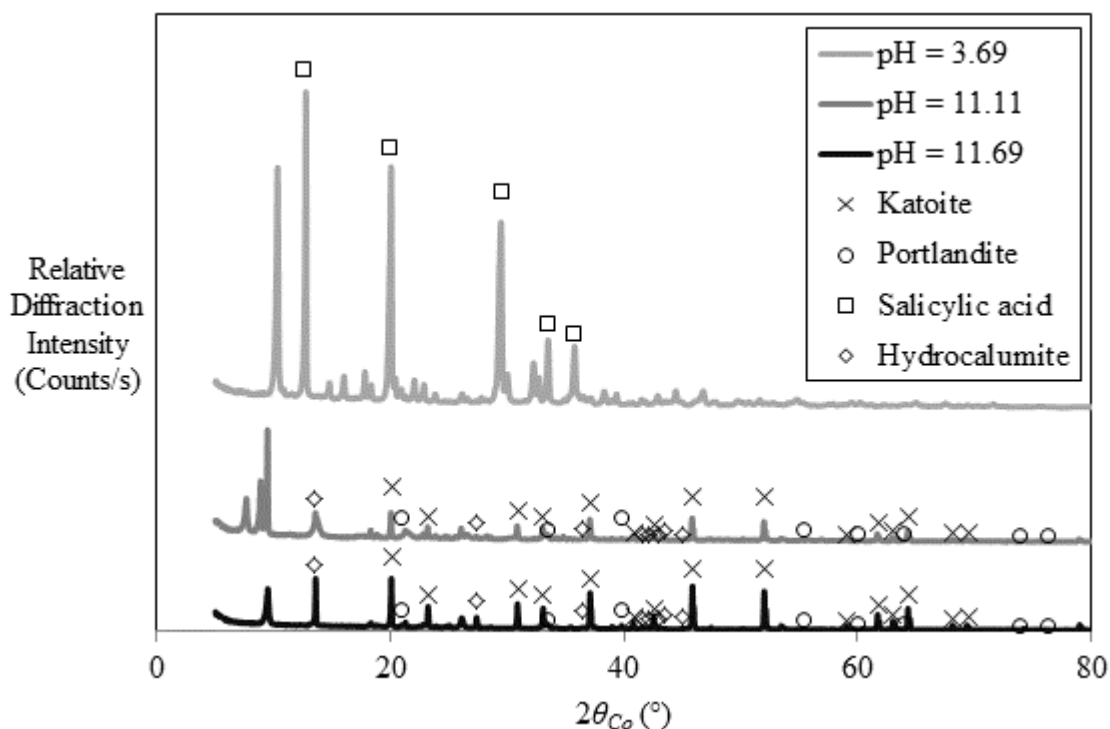 pH = 3.69
pH = 11.11
pH = 11.69
Katoite
Portlandite
Salicylic acid
Hydrocalumite
Relative
Diffraction
Intensity
(Counts/s)
0 20 40 60 80
2θCo (°)